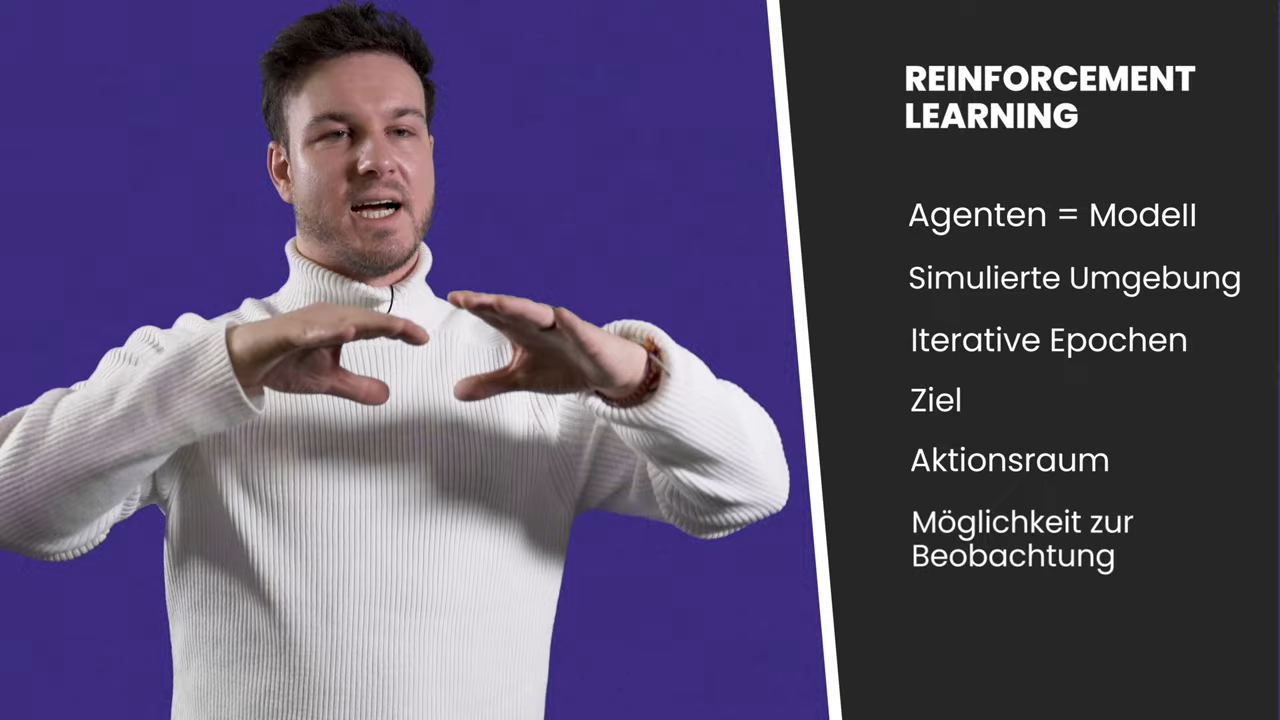 REINFORCEMENT
LEARNING
Agenten = Modell
Simulierte Umgebung
Iterative Epochen
Ziel
Aktionsraum
Möglichkeit zur
Beobachtung